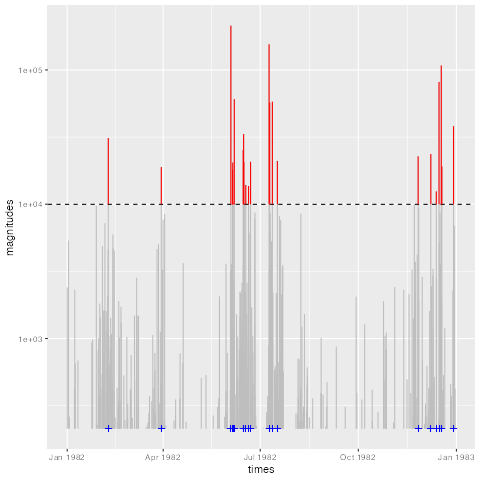 1e+05
1e+04
1e+03
magnitudes
Jan 1982
Apr 1982
Jul 1982
Oct 1982
Jan 1983
times